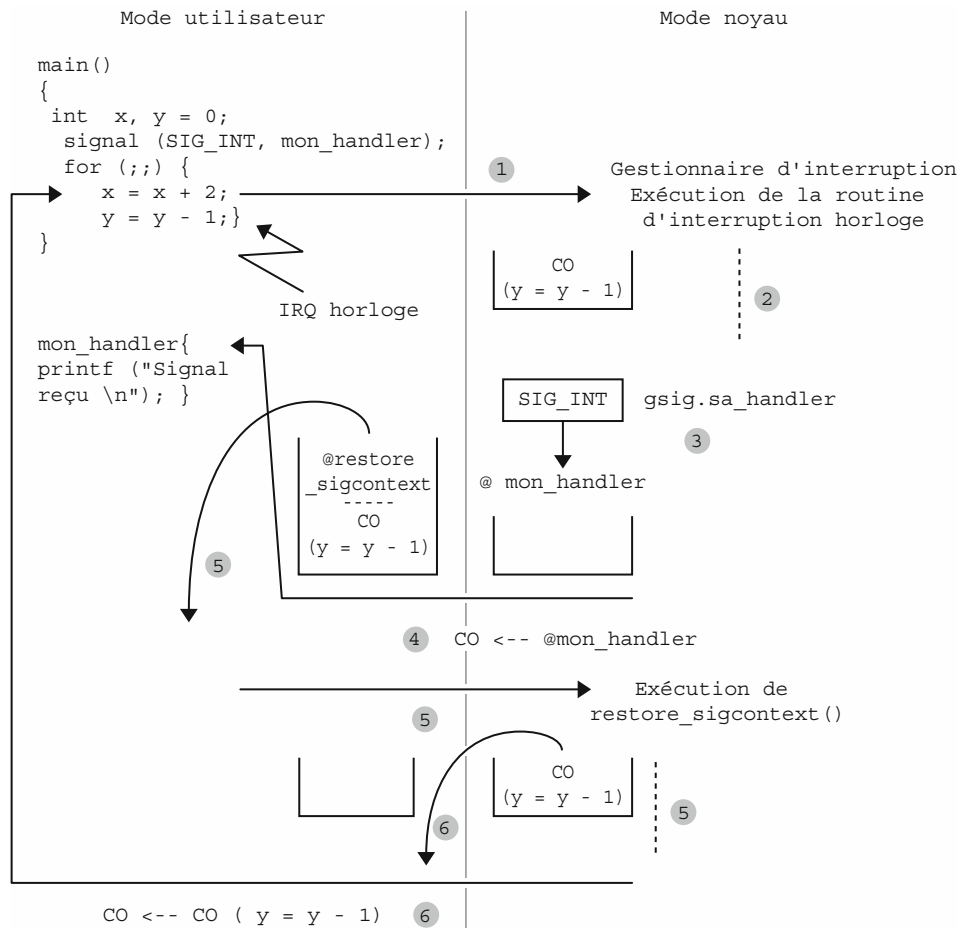 Mode utilisateur
Mode noyau
main()
{
int x, y = 0;
signal (SIG_INT, mon_handler);
for (;;) {
x = x + 2;
y = y - 1;}
}
1
Gestionnaire d'interruption
Exécution de la routine
d'interruption horloge
CO
(y = y - 1)
2
IRQ horloge
mon_handler{
printf ("Signal
reçu \n"); }
SIG_INT
gsig.sa_handler
3
@ mon_handler
@restore
_sigcontext
-----
CO
(y = y - 1)
5
4
CO <-- @mon_handler
Exécution de
restore_sigcontext()
5
CO
(y = y - 1)
5
6
CO <-- CO ( y = y - 1)
6